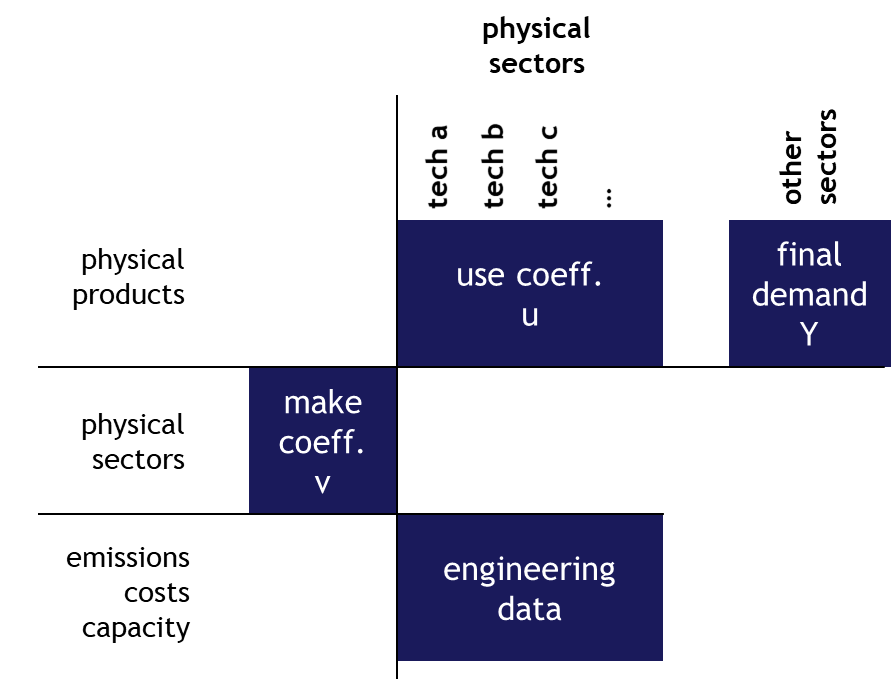 physical
sectors
tech a
tech b
tech c
...
other
sectors
physical
products
use coeff.
u
final
demand
Y
physical
sectors
make
coeff.
v
emissions
costs
capacity
engineering
data